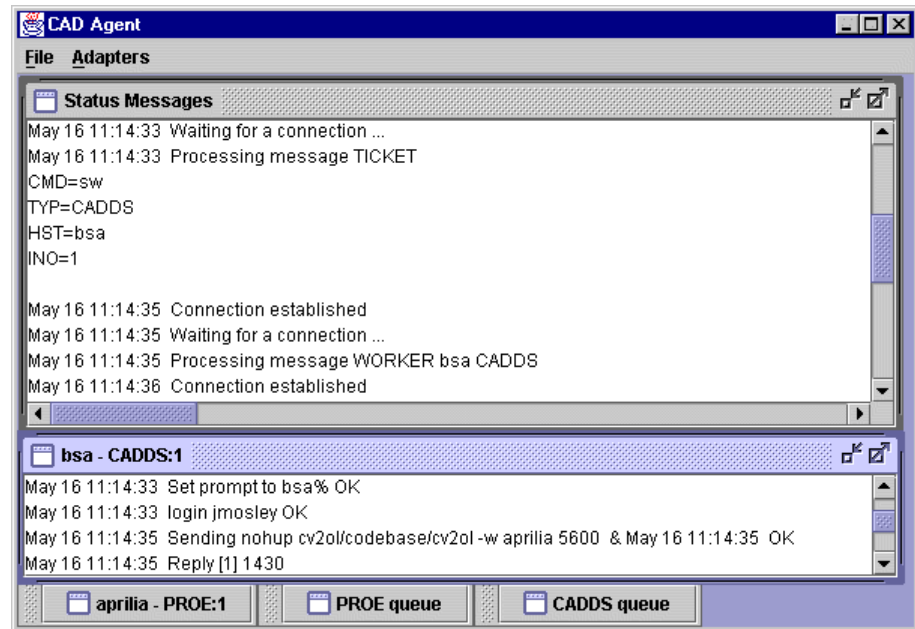 CAD Agent
File Adapters
Status Messages
May 16 11:14:33 Waiting for a connection ...
May 16 11:14:33 Processing message TICKET
CMD=sw
TYP=CADDS
HST=bsa
INO=1
May 16 11:14:35 Connection established
May 16 11:14:35 Waiting for a connection ...
May 16 11:14:35 Processing message WORKER bsa CADDS
May 16 11:14:36 Connection established
bsa - CADDS:1
May 16 11:14:33 Set prompt to bsa% OK
May 16 11:14:33 login jmosley OK
May 16 11:14:35 Sending nohup cv2ol/codebase/cv2ol -w aprilia 5600 & May 16 11:14:35 OK
May 16 11:14:35 Reply [1] 1430
aprilia - PROE:1 PROE queue CADDS queue